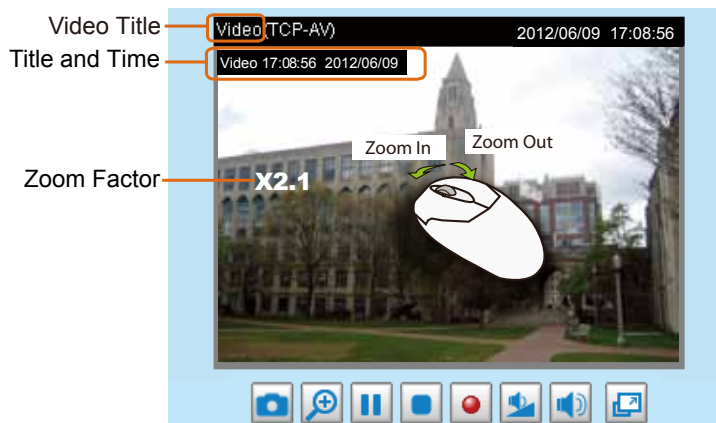 Video Title
Video(TCP-AV) 2012/06/09 17:08:56
Title and Time
Video 17:08:56 2012/06/09
Zoom In Zoom Out
Zoom Factor
X2.1